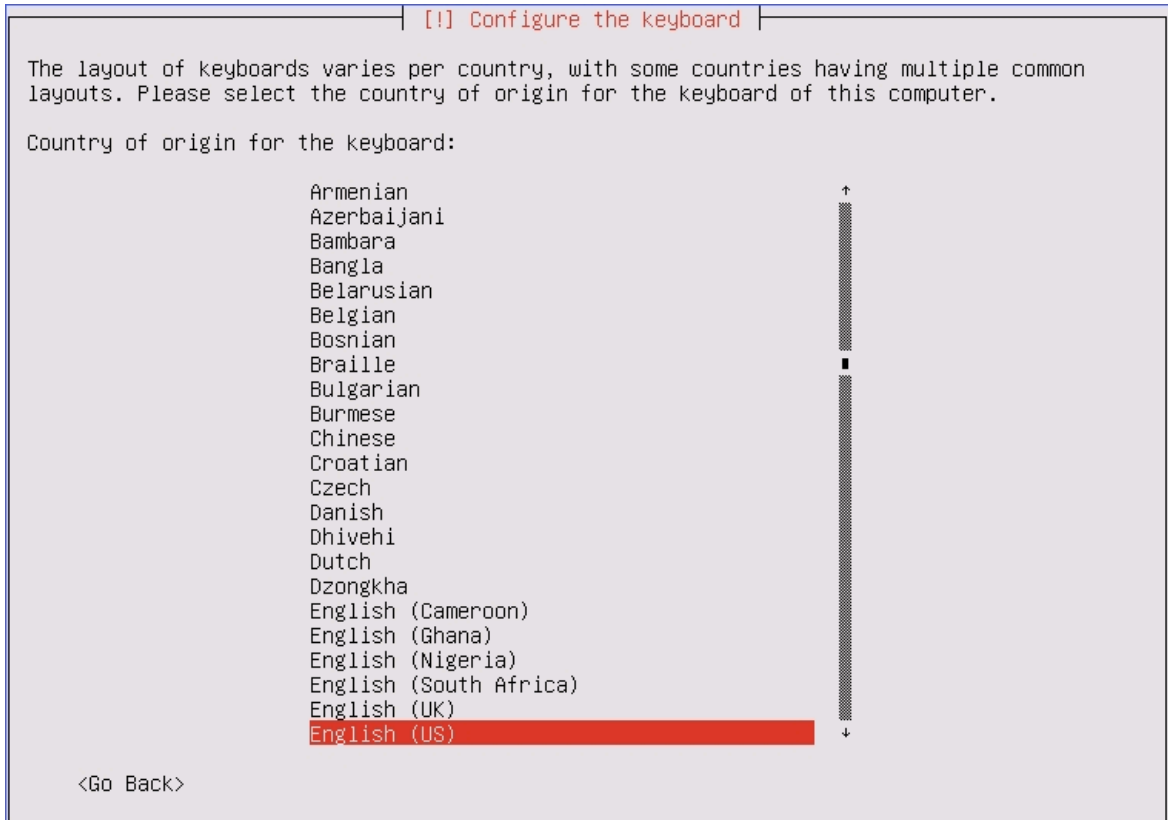 [!] Configure the keyboard
The layout of keyboards varies per country, with some countries having multiple common
layouts. Please select the country of origin for the keyboard of this computer.
Country of origin for the keyboard:
Armenian
Azerbaijani
Bambara
Bangla
Belarusian
Belgian
Bosnian
Braille
Bulgarian
Burmese
Chinese
Croatian
Czech
Danish
Dhivehi
Dutch
Dzongkha
English (Cameroon)
English (Ghana)
English (Nigeria)
English (South Africa)
English (UK)
English (US)
<Go Back>